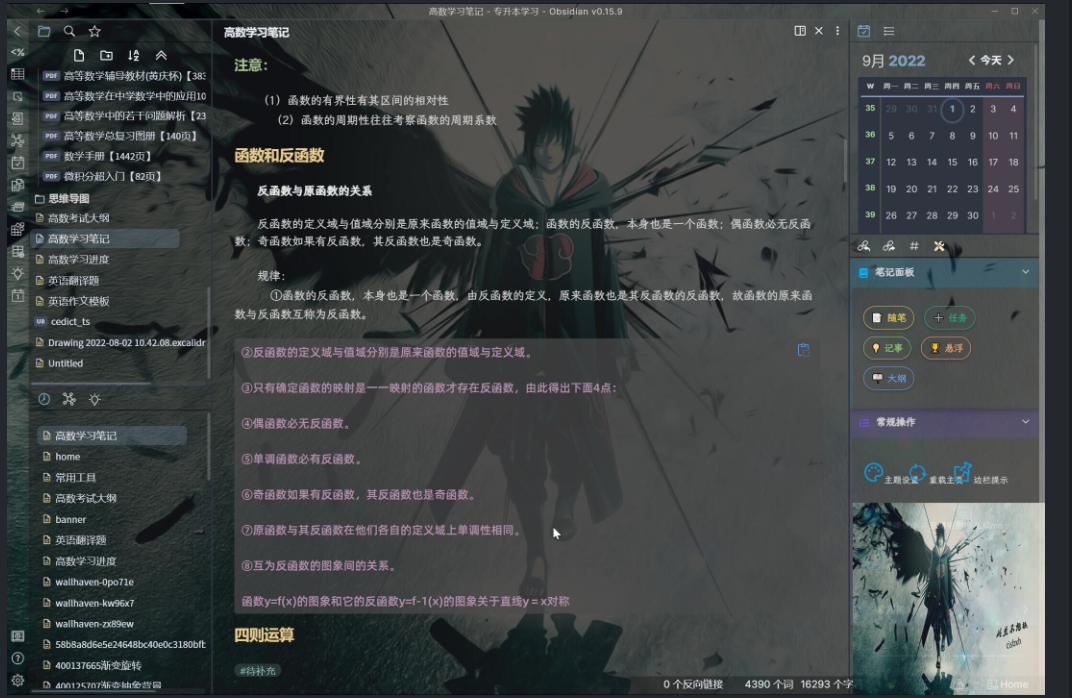 高数学习笔记 - 专升本学习 - Obsidian v0.15.9
PDF 高等数学辅导教材(黄庆怀)【383
PDF 高等数学在中学数学中的应用10
PDF 高等数学中的若干问题解析【23
PDF 高等数学总复习图册【140页】
PDF 数学手册【1442页】
PDF 微积分超入门【82页】
思维导图
高数考试大纲
高数学习笔记
高数学习进度
英语翻译题
英语作文模板
cedict_ts
Drawing 2022-08-02 10.42.08.excalidr
Untitled
高数学习笔记
home
常用工具
高数考试大纲
banner
英语翻译题
高数学习进度
wallhaven-0po71e
wallhaven-kw96x7
wallhaven-zx89ew
58b8a8d6e5e24648bc40e0c3180bfb
400137665渐变旋转
400125707渐变抽象背景
高数学习笔记
注意：
（1）函数的有界性有其区间的相对性
（2）函数的周期性往往考察函数的周期系数
函数和反函数
反函数与原函数的关系
反函数的定义域与值域分别是原来函数的值域与定义域；函数的反函数，本身也是一个函数；偶函数必无反函
数；奇函数如果有反函数，其反函数也是奇函数。
规律：
①函数的反函数，本身也是一个函数，由反函数的定义，原来函数也是其反函数的反函数，故函数的原来函
数与反函数互称为反函数。
②反函数的定义域与值域分别是原来函数的值域与定义域。
③只有确定函数的映射是一一映射的函数才存在反函数，由此得出下面4点：
④偶函数必无反函数。
⑤单调函数必有反函数。
⑥奇函数如果有反函数，其反函数也是奇函数。
⑦原函数与其反函数在他们各自的定义域上单调性相同。
⑧互为反函数的图象间的关系。
函数y=f(x)的图象和它的反函数y=f-1(x)的图象关于直线y＝x对称
四则运算
#待补充
0 个反向链接 4390 个词 16293 个字
9月 2022 今天
W 周一 周二 周三 周四 周五 周六 周日
35 29 30 31 1 2 3 4
36 5 6 7 8 9 10 11
37 12 13 14 15 16 17 18
38 19 20 21 22 23 24 25
39 26 27 28 29 30 1 2
笔记面板
随笔 任务
记事 悬浮
大纲
常规操作
主题设置 重载主页 边栏提示
Home